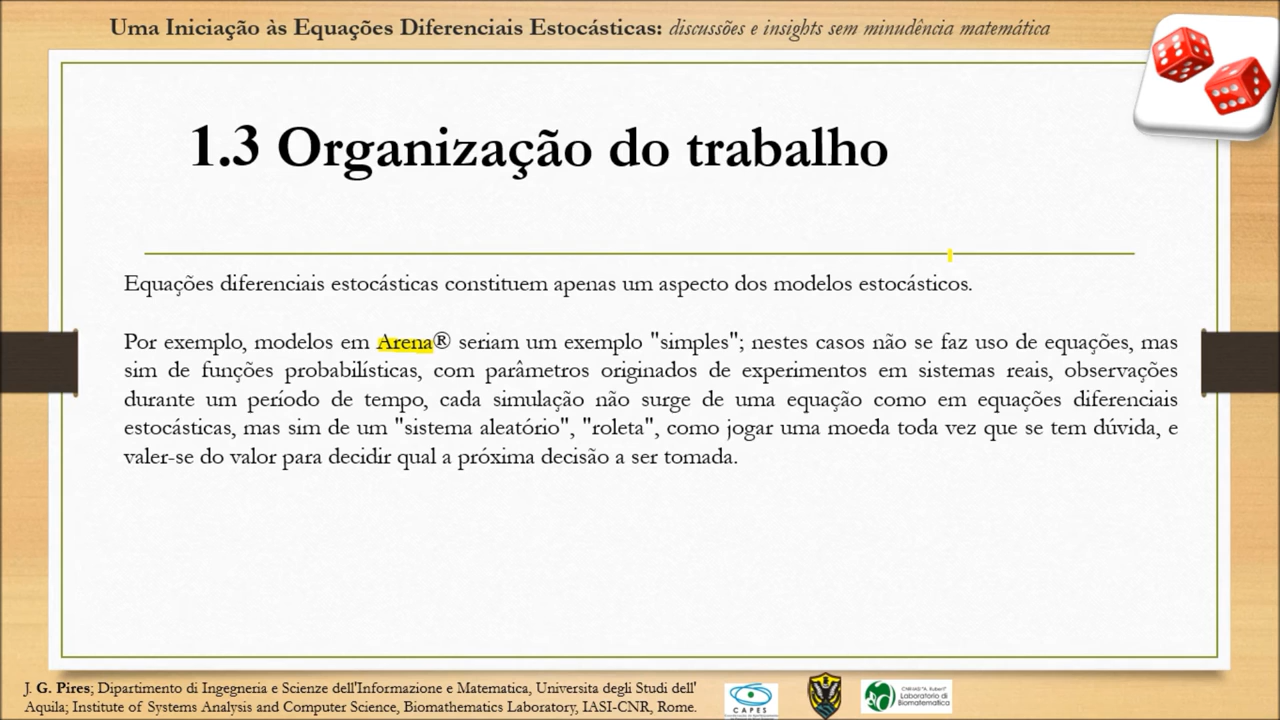 Uma Iniciação às Equações Diferenciais Estocásticas: discussões e insights sem minudência matemática
1.3 Organização do trabalho
Equações diferenciais estocásticas constituem apenas um aspecto dos modelos estocásticos.
Por exemplo, modelos em Arena® seriam um exemplo "simples"; nestes casos não se faz uso de equações, mas
sim de funções probabilísticas, com parâmetros originados de experimentos em sistemas reais, observações
durante um período de tempo, cada simulação não surge de uma equação como em equações diferenciais
estocásticas, mas sim de um "sistema aleatório", "roleta", como jogar uma moeda toda vez que se tem dúvida, e
valer-se do valor para decidir qual a próxima decisão a ser tomada.
J. G. Pires; Dipartimento di Ingegneria e Scienze dell'Informazione e Matematica, Universita degli Studi dell'
Aquila; Institute of Systems Analysis and Computer Science, Biomathematics Laboratory, IASI-CNR, Rome.
CAPES
CNR IASI "A. Ruberti"
Laboratorio di
Biomatematica